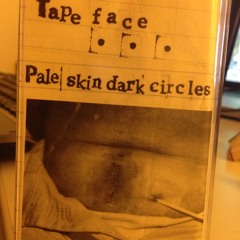 Tape face
Pale skin dark circles